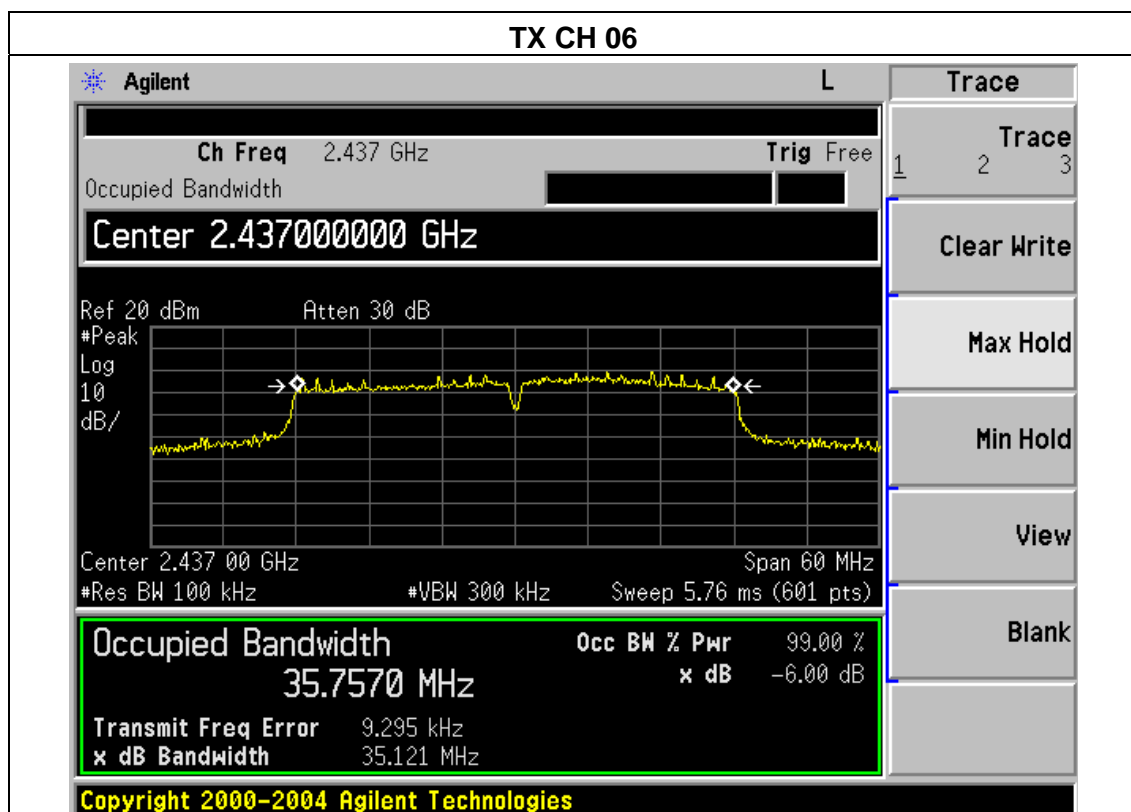 TX CH 06
Agilent L Trace
Ch Freq 2.437 GHz Trig Free
Occupied Bandwidth
Center 2.437000000 GHz
Ref 20 dBm Atten 30 dB
#Peak
Log
10
dB/
Center 2.437 00 GHz Span 60 MHz
#Res BW 100 kHz #VBW 300 kHz Sweep 5.76 ms (601 pts)
Occupied Bandwidth Occ BW % Pwr 99.00 %
35.7570 MHz x dB -6.00 dB
Transmit Freq Error 9.295 kHz
x dB Bandwidth 35.121 MHz
Trace
1 2 3
Clear Write
Max Hold
Min Hold
View
Blank
Copyright 2000-2004 Agilent Technologies